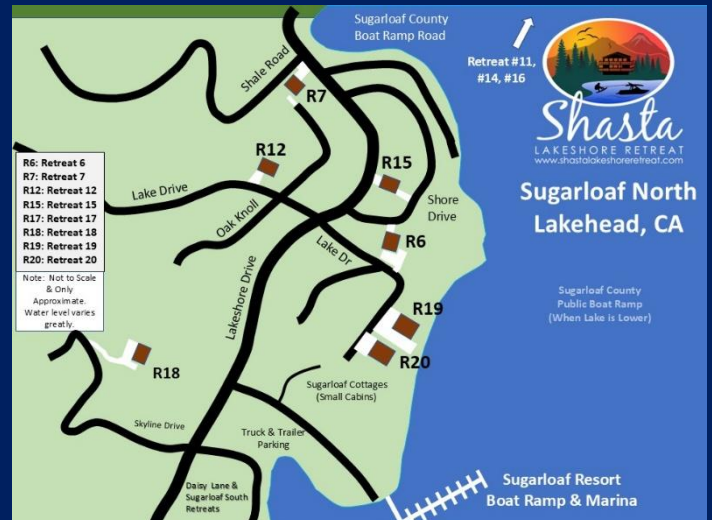 Sugarloaf County
Boat Ramp Road
Retreat #11,
#14, #16
Shasta
LAKESHORE RETREAT
www.shastalakeshoreretreat.com
Sugarloaf North
Lakehead, CA
Shale Road
R7
R12
R15
R6: Retreat 6
R7: Retreat 7
R12: Retreat 12
R15: Retreat 15
R17: Retreat 17
R18: Retreat 18
R19: Retreat 19
R20: Retreat 20
Note: Not to Scale
& Only
Approximate.
Water level varies
greatly.
Lake Drive
Oak Knoll
Shore
Drive
Lake Dr
R6
Lakeshore Drive
Sugarloaf County
Public Boat Ramp
(When Lake is Lower)
R19
R20
R18
Sugarloaf Cottages
(Small Cabins)
Skyline Drive
Truck & Trailer
Parking
Daisy Lane &
Sugarloaf South
Retreats
Sugarloaf Resort
Boat Ramp & Marina